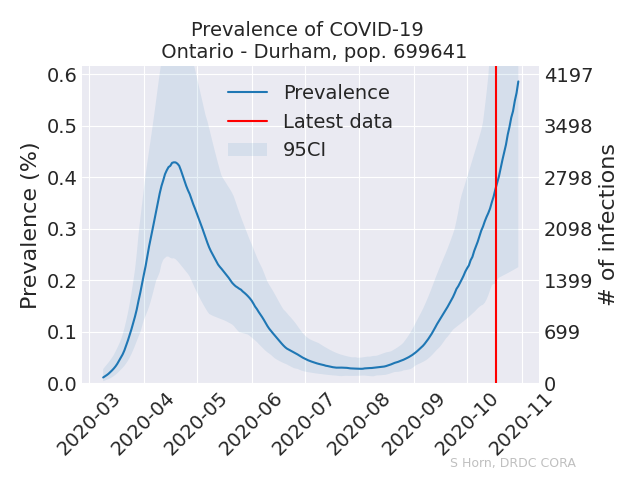 Prevalence of COVID-19
Ontario - Durham, pop. 699641
Prevalence (%)
0.6
0.5
0.4
0.3
0.2
0.1
0.0
Prevalence
Latest data
95CI
4197
3498
2798
2098
1399
699
0
# of infections
2020-03
2020-04
2020-05
2020-06
2020-07
2020-08
2020-09
2020-10
2020-11
S Horn, DRDC CORA